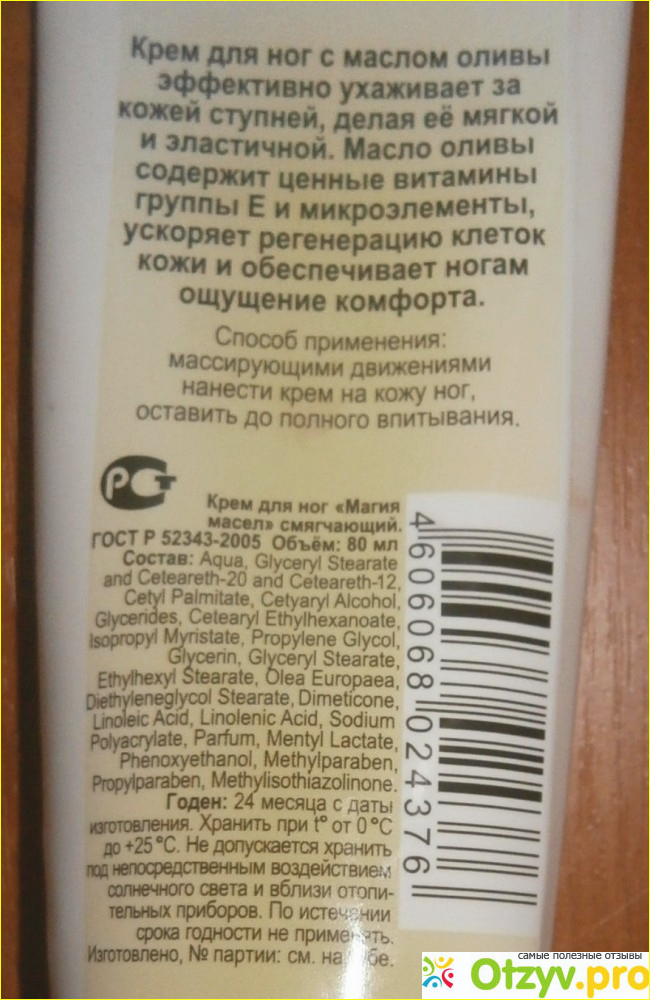 Крем для ног с маслом оливы
эффективно ухаживает за
кожей ступней, делая её мягкой
и эластичной. Масло оливы
содержит ценные витамины
группы Е и микроэлементы,
ускоряет регенерацию клеток
кожи и обеспечивает ногам
ощущение комфорта.
Способ применения:
массирующими движениями
нанести крем на кожу ног,
оставить до полного впитывания.
РСТ
Крем для ног «Магия
масел» смягчающий.
ГОСТ Р 52343-2005 Объём: 80 мл
Состав: Aqua, Glyceryl Stearate
and Ceteareth-20 and Ceteareth-12,
Cetyl Palmitate, Cetyaryl Alcohol,
Glycerides, Cetearyl Ethylhexanoate,
Isopropyl Myristate, Propylene Glycol,
Glycerin, Glyceryl Stearate,
Ethylhexyl Stearate, Olea Europaea,
Diethyleneglycol Stearate, Dimeticone,
Linoleic Acid, Linolenic Acid, Sodium
Polyacrylate, Parfum, Mentyl Lactate,
Phenoxyethanol, Methylparaben,
Propylparaben, Methylisothiazolinone.
Годен: 24 месяца с даты
изготовления. Хранить при t° от 0°С
до +25°С. Не допускается хранить
под непосредственным воздействием
солнечного света и вблизи отопи-
тельных приборов. По истечении
срока годности не применять.
Изготовлено, № партии: см. на тубе.
4 606068 024376
самые полезные отзывы
Otzyv.pro